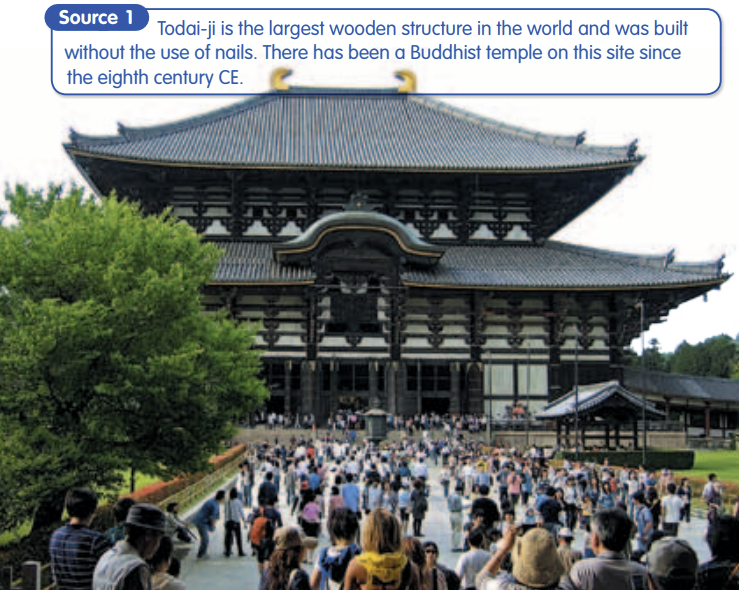 Source 1
Todai-ji is the largest wooden structure in the world and was built
without the use of nails. There has been a Buddhist temple on this site since
the eighth century CE.